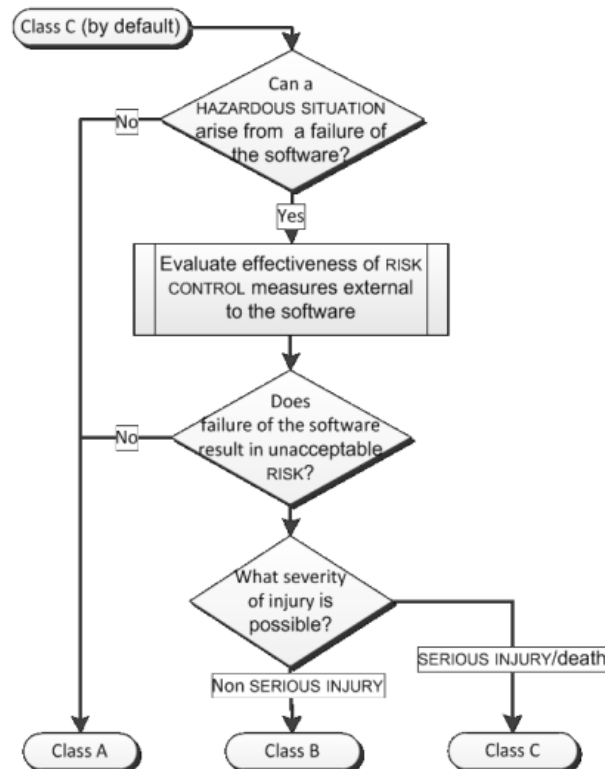 Class C (by default)
Can a
HAZARDOUS SITUATION
arise from a failure of
the software?
No
Yes
Evaluate effectiveness of RISK
CONTROL measures external
to the software
Does
failure of the software
result in unacceptable
RISK?
No
What severity
of injury is
possible?
SERIOUS INJURY/death
Non SERIOUS INJURY
Class A
Class B
Class C